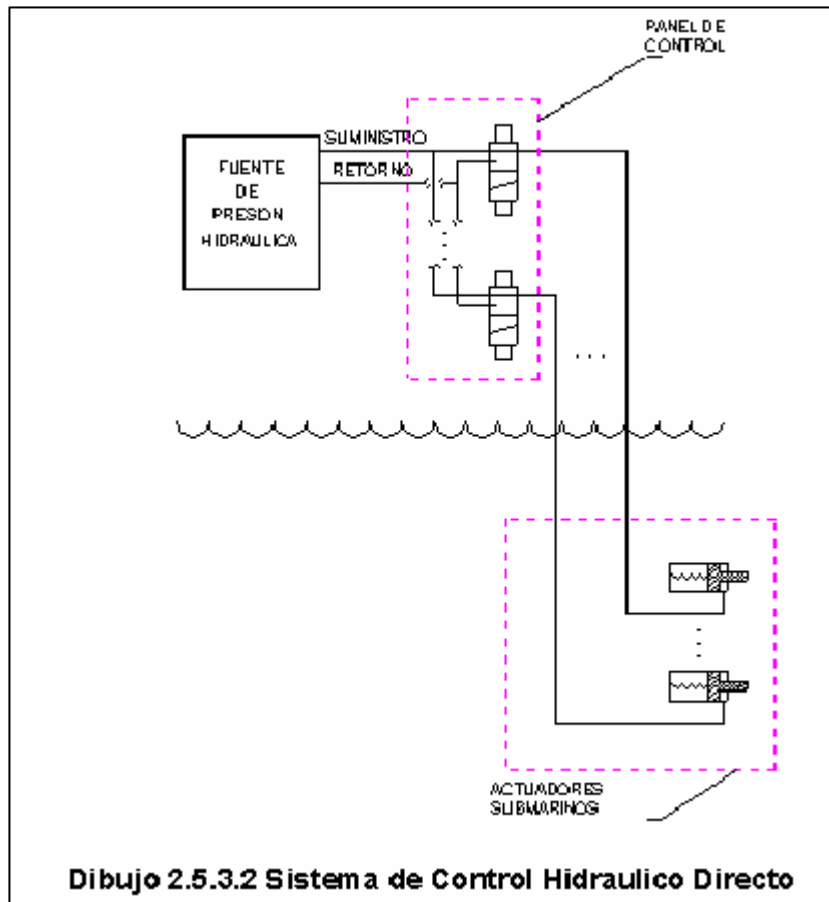 PANEL DE
CONTROL
SUMINISTRO
RETORNO
FUENTE
DE
PRESION
HIDRAULICA
. . .
ACTUADORES
SUBMARINOS
Dibujo 2.5.3.2 Sistema de Control Hidraulico Directo